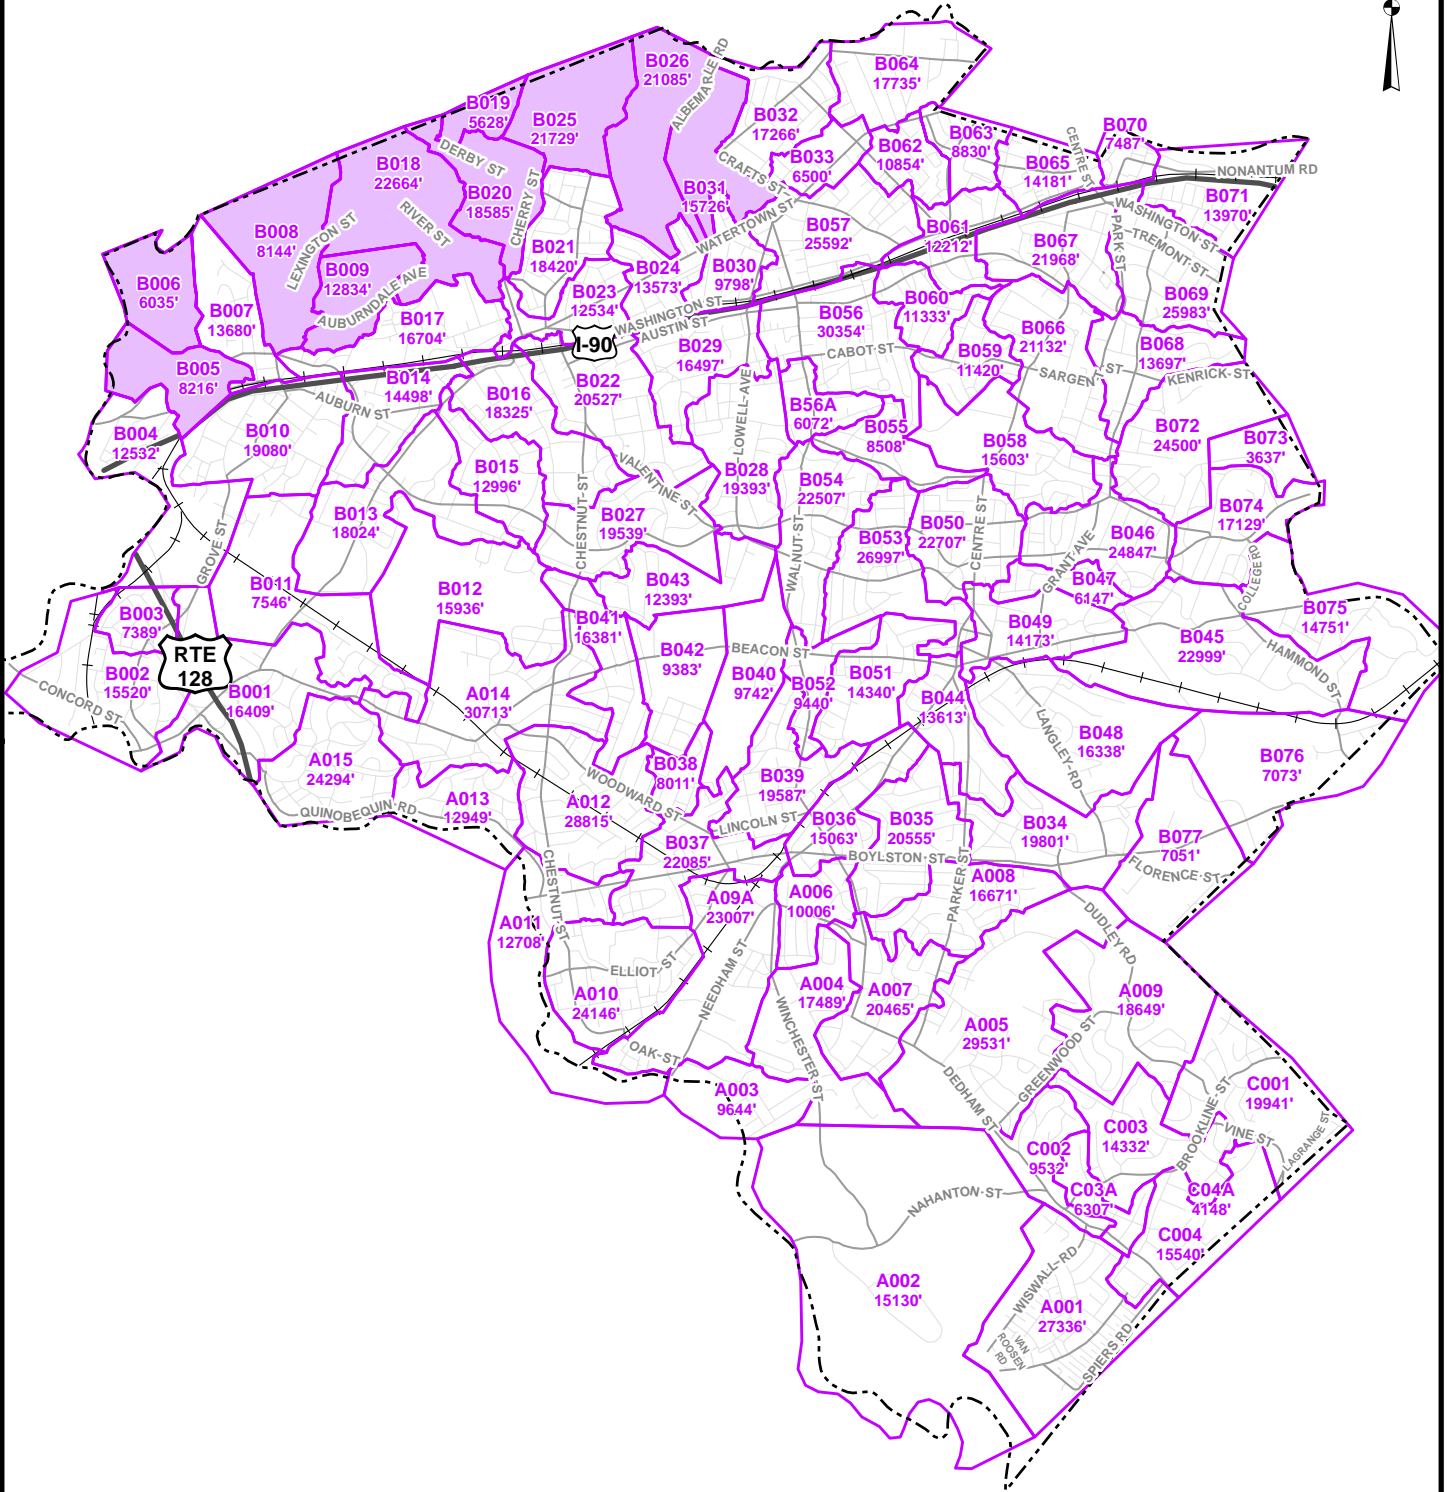 B026
21085'
ALBEMARLE RD
B064
17735'
B019
5628'
B025
21729'
B032
17266'
B062
10854'
B063
8830'
CENTRE ST
B070
7487'
B018
22664'
DERBY ST
B033
6500'
CRAFTS ST
B065
14181'
NONANTUM RD
B020
18585'
CHERRY ST
B031
15726'
B071
13970'
WASHINGTON ST
TREMONT ST
PARK ST
B008
8144'
LEXINGTON ST
RIVER ST
B021
18420'
WATERTOWN ST
B057
25592'
B061
12212'
B067
21968'
B006
6035'
B009
12834'
AUBURNDALE AVE
B024
13573'
B030
9798'
B023
12534'
B060
11333'
B069
25983'
B007
13680'
B017
16704'
WASHINGTON ST
AUSTIN ST
B056
30354'
B066
21132'
I-90
B029
16497'
CABOT ST
B059
11420'
B068
13697'
SARGENT ST
KENRICK ST
B005
8216'
B014
14498'
AUBURN ST
B016
18325'
B022
20527'
LOWELL AVE
B56A
6072'
B055
8508'
B004
12532'
B010
19080'
B058
15603'
B072
24500'
B073
3637'
B015
12996'
VALENTINE ST
B028
19393'
B054
22507'
B013
18024'
CHESTNUT ST
B027
19539'
WALNUT ST
B053
26997'
B050
22707'
CENTRE ST
B046
24847'
B074
17129'
GROVE ST
B011
7546'
B012
15936'
B043
12393'
GRANT AVE
B047
6147'
COLLEGE RD
B003
7389'
B041
16381'
B049
14173'
B075
14751'
RTE
128
B042
9383'
BEACON ST
B045
22999'
HAMMOND ST
B002
15520'
CONCORD ST
B001
16409'
A014
30713'
B040
9742'
B052
9440'
B051
14340'
B044
13613'
LANGLEY RD
B048
16338'
B076
7073'
A015
24294'
B038
8011'
B039
19587'
QUINOBEQUIN RD
A013
12949'
A012
28815'
WOODWARD ST
LINCOLN ST
B036
15063'
B035
20555'
B034
19801'
B077
7051'
B037
22085'
BOYLSTON ST
FLORENCE ST
CHESTNUT ST
A09A
23007'
A006
10006'
PARKER ST
A008
16671'
A011
12708'
DUDLEY RD
ELLIOT ST
NEEDHAM ST
A010
24146'
A004
17489'
A007
20465'
A009
18649'
OAK ST
WINCHESTER ST
A005
29531'
GREENWOOD ST
A003
9644'
DEDHAM ST
C001
19941'
BROOKLINE ST
C003
14332'
VINE ST
LAGRANGE ST
C002
9532'
C03A
6307'
C04A
4148'
NAHANTON ST
C004
15540'
A002
15130'
WISWALL RD
A001
27336'
VAN
ROOSEN
RD
SPIERS RD